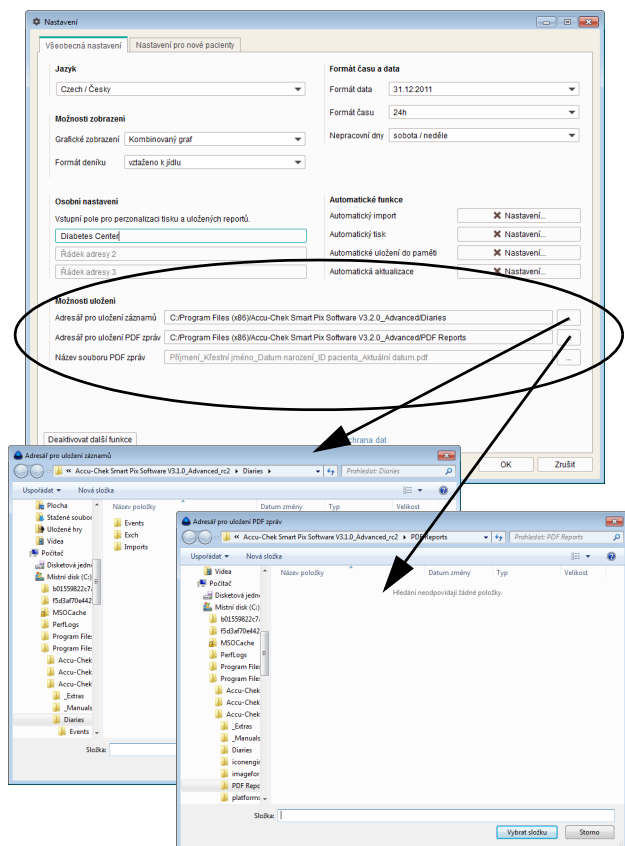 Nastavení
Všeobecná nastavení
Nastavení pro nové pacienty
Jazyk
Czech / Česky
Možnosti zobrazení
Grafické zobrazení Kombinovaný graf
Formát deníku vztaženo k jídlu
Formát času a data
Formát data 31.12.2011
Formát času 24h
Nepracovní dny sobota / neděle
Osobní nastavení
Vstupní pole pro perzonalizaci tisku a uložených reportů.
Diabetes Center
Řádek adresy 2
Řádek adresy 3
Automatické funkce
Automatický import Nastavení...
Automatický tisk Nastavení...
Automatické uložení do paměti Nastavení...
Automatická aktualizace Nastavení...
Možnosti uložení
Adresář pro uložení záznamů C:/Program Files (x86)/Accu-Chek Smart Pix Software V3.2.0_Advanced/Diaries
Adresář pro uložení PDF zpráv C:/Program Files (x86)/Accu-Chek Smart Pix Software V3.2.0_Advanced/PDF Reports
Název souboru PDF zpráv Příjmení_Křestní jméno_Datum narození_ID pacienta_Aktuální datum.pdf ...
Deaktivovat další funkce
chrana dat
OK Zrušit
Adresář pro uložení záznamů
« Accu-Chek Smart Pix Software V3.1.0_Advanced_rc2 ▸ Diaries ▸
Prohledat: Diaries
Uspořádat Nová složka
Plocha
Stažené soubor
Uložené hry
Videa
Počítač
Disketová jedn
Místní disk (C:)
b01559822c7
f5d3af70e442
MSOCache
PerfLogs
Program File
Program File
Accu-Chek
Accu-Chek
Accu-Chek
_Extras
_Manuals
Diaries
Events
Název položky Datum změny Typ Velikost
Events
Exch
Imports
Složka:
Adresář pro uložení PDF zpráv
« Accu-Chek Smart Pix Software V3.1.0_Advanced_rc2 ▸ PDF Reports
Prohledat: PDF Reports
Uspořádat Nová složka
Videa
Počítač
Disketová jedn
Místní disk (C:)
b01559822c7
f5d3af70e442
MSOCache
PerfLogs
Program File
Program File
Accu-Chek
Accu-Chek
Accu-Chek
_Extras
_Manuals
Diaries
iconengi
imagefor
PDF Repo
platforms
Název položky Datum změny Typ Velikost
Hledání neodpovídají žádné položky.
Složka:
Vybrat složku Storno